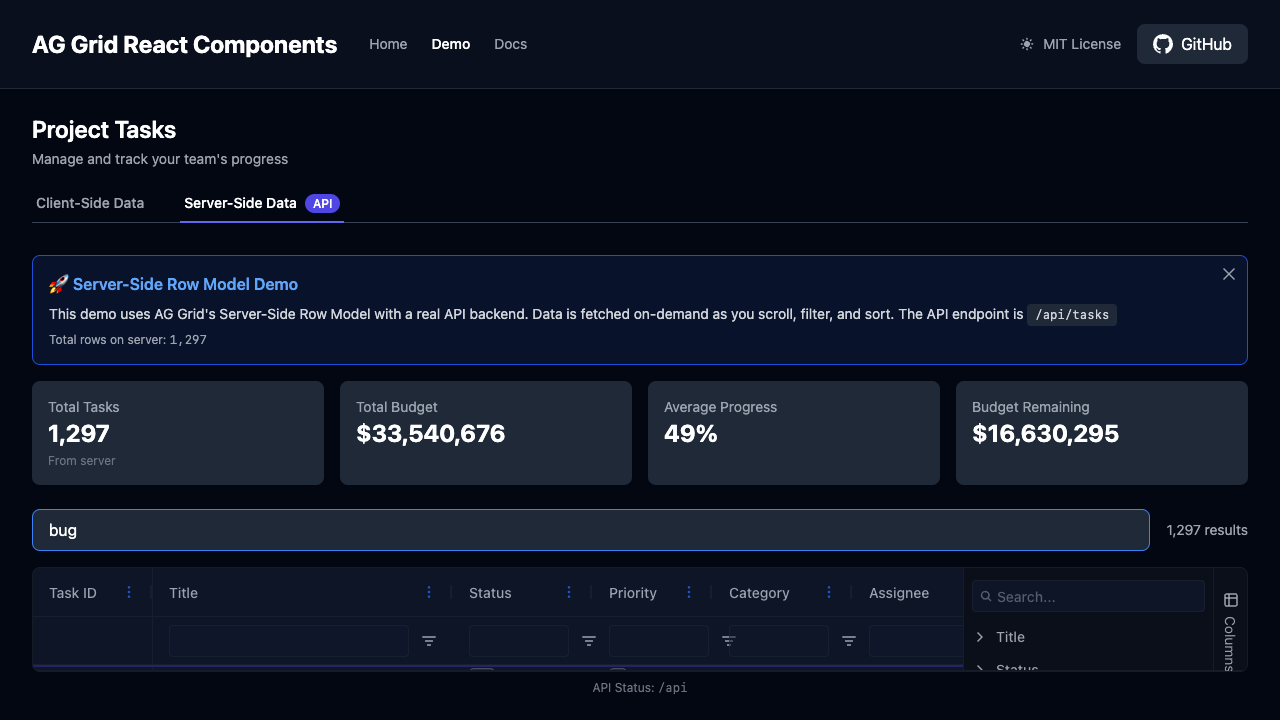 AG Grid React Components
Home
Demo
Docs
MIT License
GitHub
Project Tasks
Manage and track your team's progress
Client-Side Data
Server-Side Data API
🚀 Server-Side Row Model Demo
This demo uses AG Grid's Server-Side Row Model with a real API backend. Data is fetched on-demand as you scroll, filter, and sort. The API endpoint is /api/tasks
Total rows on server: 1,297
Total Tasks
1,297
From server
Total Budget
$33,540,676
Average Progress
49%
Budget Remaining
$16,630,295
bug
1,297 results
Task ID
Title
Status
Priority
Category
Assignee
Search...
Title
Status
Columns
API Status: /api